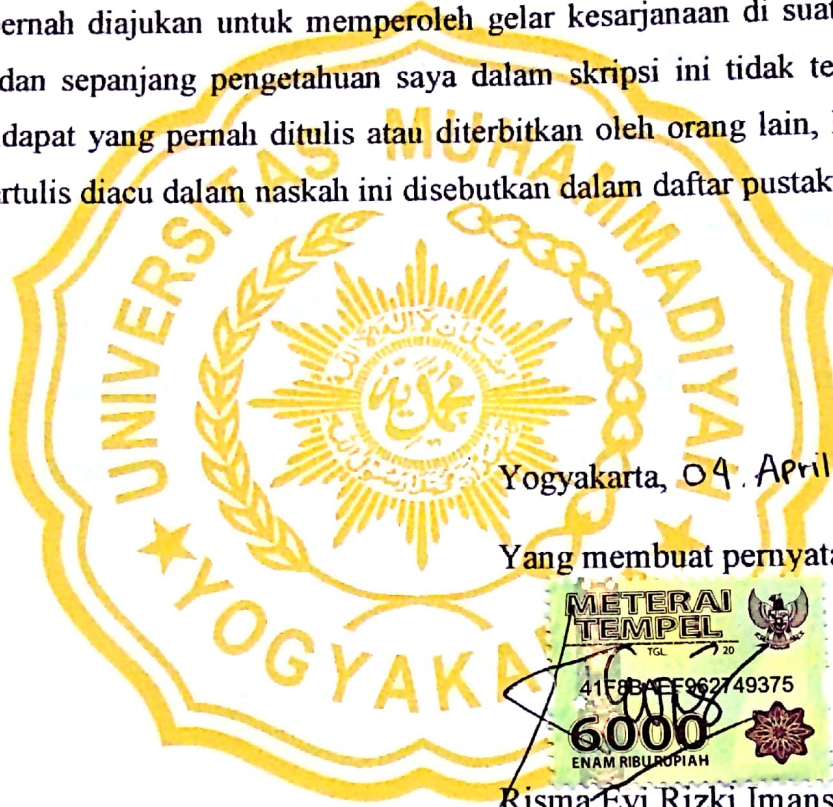 pernah diajukan untuk memperoleh gelar kesarjanaan di suat
dan sepanjang pengetahuan saya dalam skripsi ini tidak te
dapat yang pernah ditulis atau diterbitkan oleh orang lain,
rtulis diacu dalam naskah ini disebutkan dalam daftar pustak
UNIVERSITAS MUHAMMADIYAH
YOGYAKA
Yogyakarta, 04. April
Yang membuat pernyata
METERAI
TEMPEL
TGL 20
41F8BAEF962749375
6000
ENAM RIBU RUPIAH
Risma Evi Rizki Imans